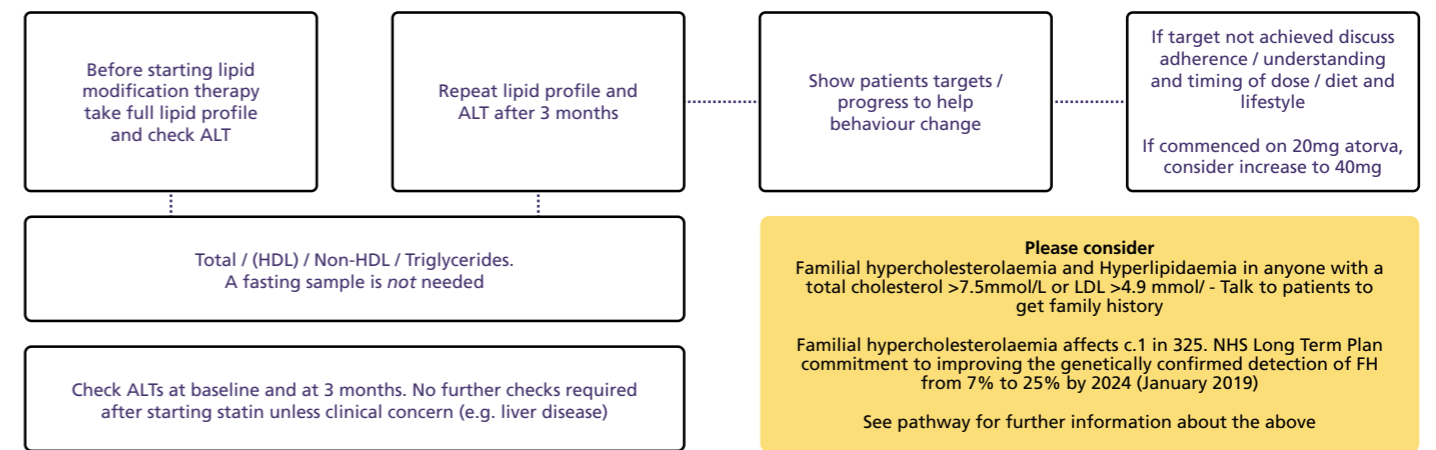 Before starting lipid
modification therapy
take full lipid profile
and check ALT
Repeat lipid profile and
ALT after 3 months
Show patients targets /
progress to help
behaviour change
If target not achieved discuss
adherence / understanding
and timing of dose / diet and
lifestyle
If commenced on 20mg atorva,
consider increase to 40mg
Total / (HDL) / Non-HDL / Triglycerides.
A fasting sample is not needed
Check ALTs at baseline and at 3 months. No further checks required
after starting statin unless clinical concern (e.g. liver disease)
Please consider
Familial hypercholesterolaemia and Hyperlipidaemia in anyone with a
total cholesterol >7.5mmol/L or LDL >4.9 mmol/ - Talk to patients to
get family history
Familial hypercholesterolaemia affects c.1 in 325. NHS Long Term Plan
commitment to improving the genetically confirmed detection of FH
from 7% to 25% by 2024 (January 2019)
See pathway for further information about the above